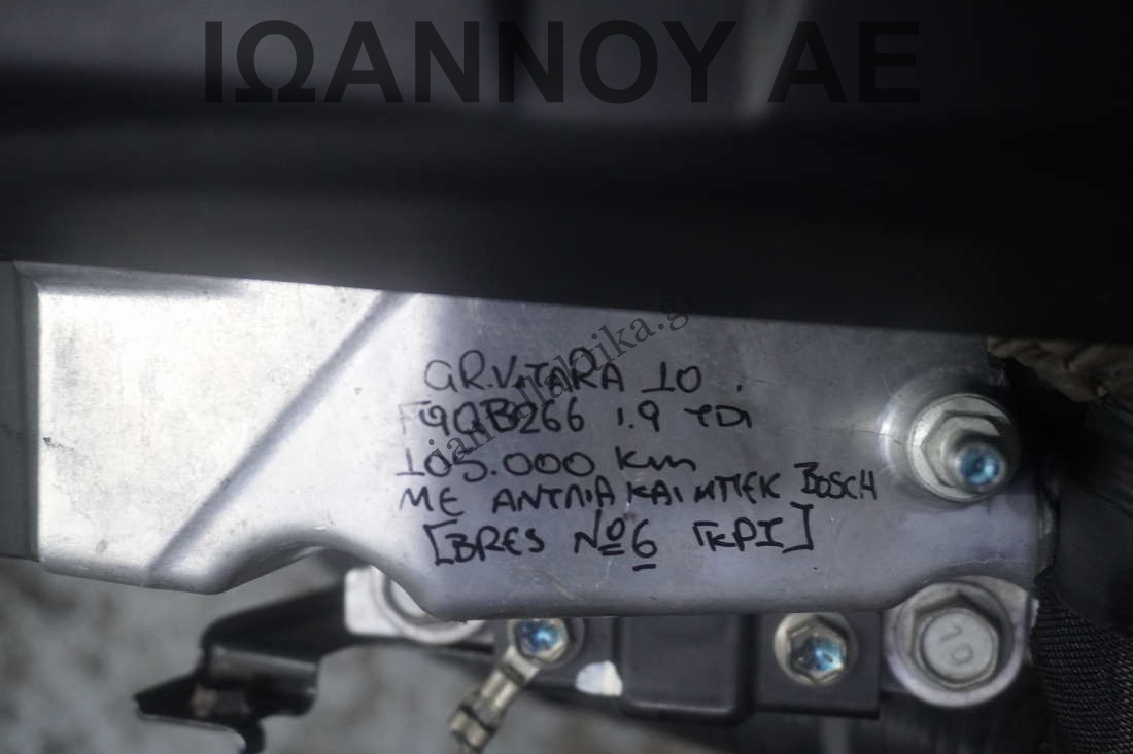 ΙΩΑΝΝΟΥ ΑΕ
GR.VITARA 10
F9QB266 1.9 TDI
105.000 Km
ΜΕ ΑΝΤΛΙΑ ΚΑΙ ΜΠΕΚ BOSCH
[BRES Nº6 ΓΚΡΙ]
10